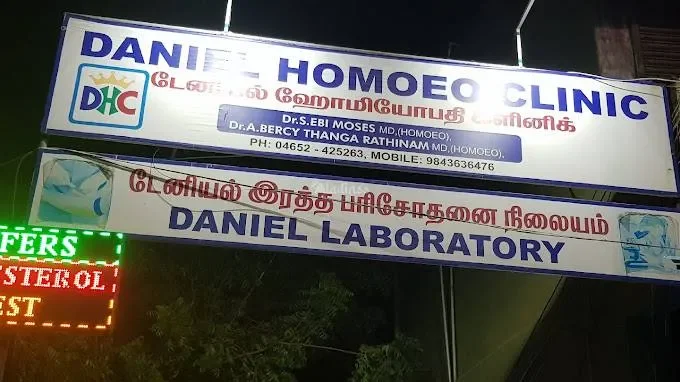 DANIEL HOMOEO CLINIC
DHC
டேனியல் ஹோமியோபதி கிளினிக்
Dr.S.EBI MOSES MD,(HOMOEO),
Dr.A.BERCY THANGA RATHINAM MD,(HOMOEO),
PH: 04652 - 425263, MOBILE: 9843636476
டேனியல் இரத்த பரிசோதனை நிலையம்
DANIEL LABORATORY
FERS
STEROL
EST